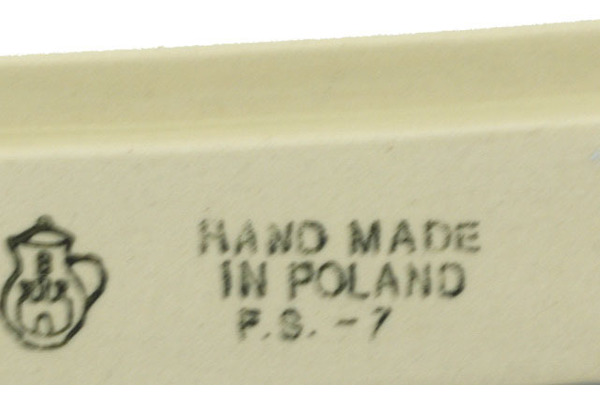 B
HAND MADE
IN POLAND
F.S. - 7